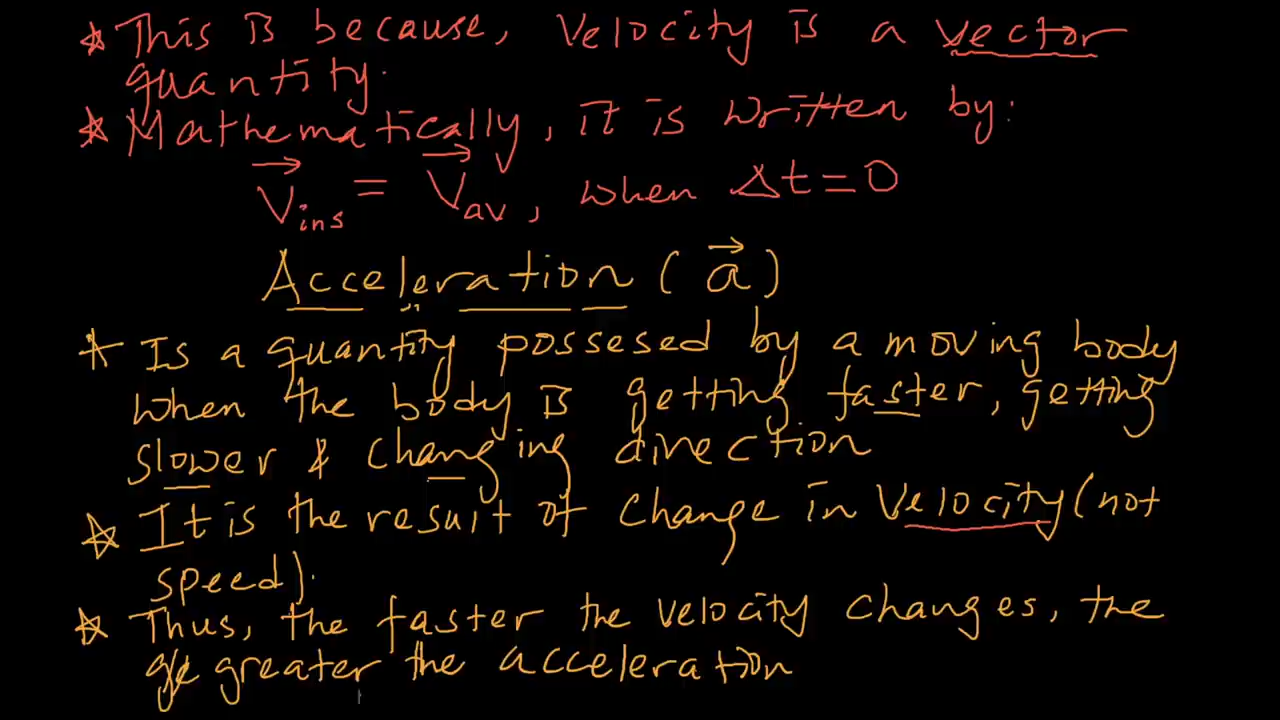 * This is because, velocity is a vector
quantity.
* Mathematically, it is written by:
V⃗ins = V⃗av, when Δt=0
Acceleration (a⃗)
* Is a quantity possesed by a moving body
when the body is getting faster, getting
slower & changing direction
* It is the result of change in velocity (not
speed).
* Thus, the faster the velocity changes, the
greater the acceleration